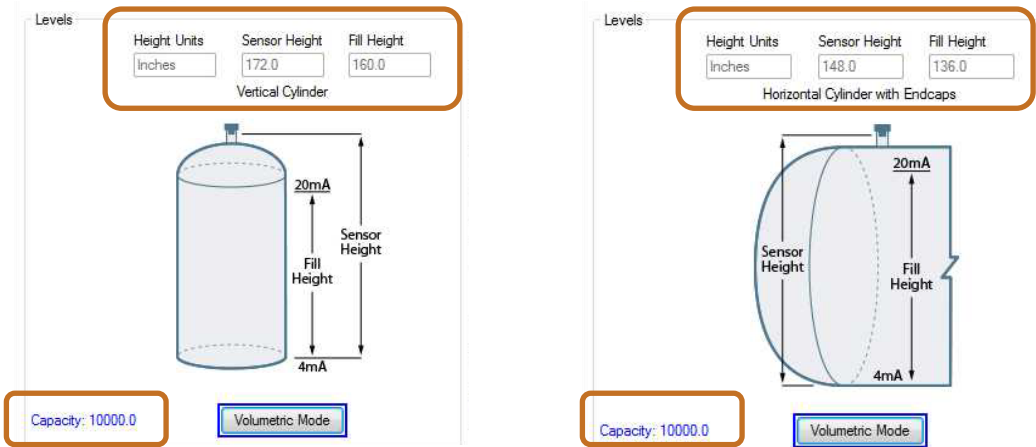 Levels
Height Units Sensor Height Fill Height
Inches 172.0 160.0
Vertical Cylinder
20mA
Sensor
Height
Fill
Height
4mA
Capacity: 10000.0
Volumetric Mode
Levels
Height Units Sensor Height Fill Height
Inches 148.0 136.0
Horizontal Cylinder with Endcaps
20mA
Sensor
Height
Fill
Height
4mA
Capacity: 10000.0
Volumetric Mode